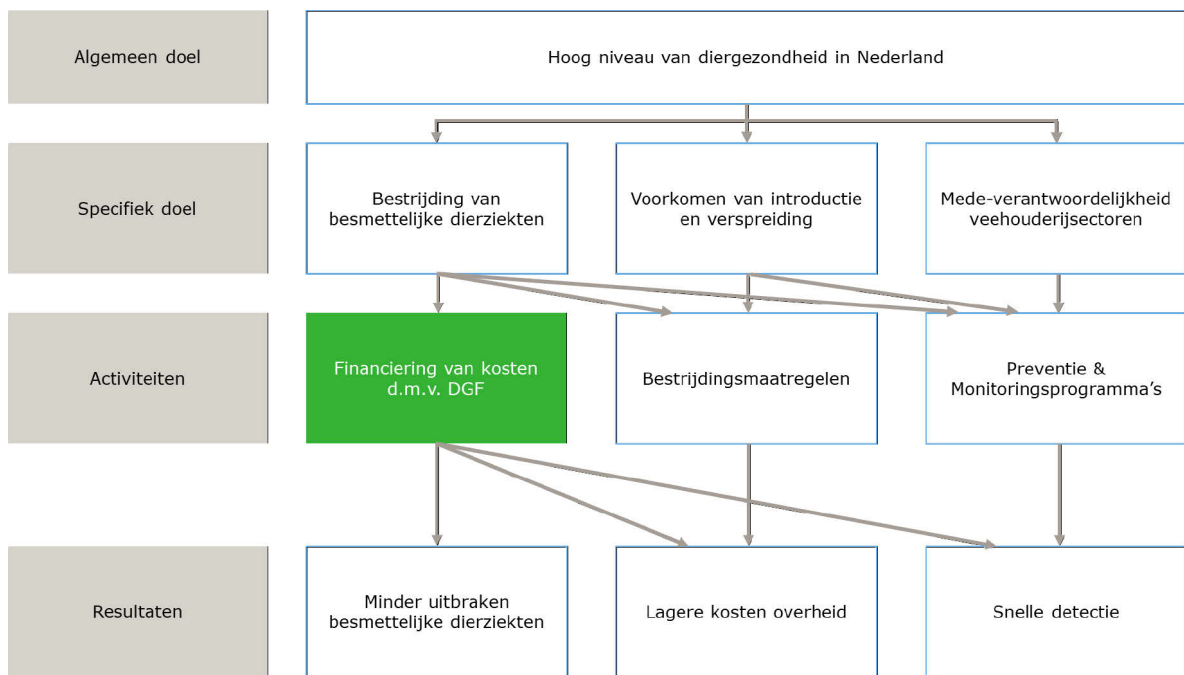 Algemeen doel
Hoog niveau van diergezondheid in Nederland
Specifiek doel
Bestrijding van
besmettelijke dierziekten
Voorkomen van introductie
en verspreiding
Mede-verantwoordelijkheid
veehouderijsectoren
Activiteiten
Financiering van kosten
d.m.v. DGF
Bestrijdingsmaatregelen
Preventie &
Monitoringsprogramma’s
Resultaten
Minder uitbraken
besmettelijke dierziekten
Lagere kosten overheid
Snelle detectie